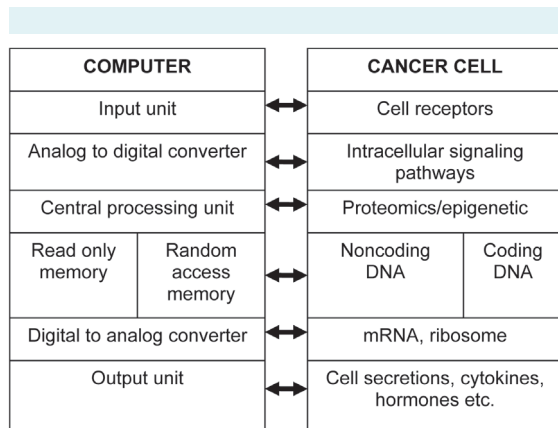 COMPUTER CANCER CELL
Input unit Cell receptors
Analog to digital converter Intracellular signaling
pathways
Central processing unit Proteomics/epigenetic
Read only Random Noncoding Coding
memory access DNA DNA
memory
Digital to analog converter mRNA, ribosome
Output unit Cell secretions, cytokines,
hormones etc.